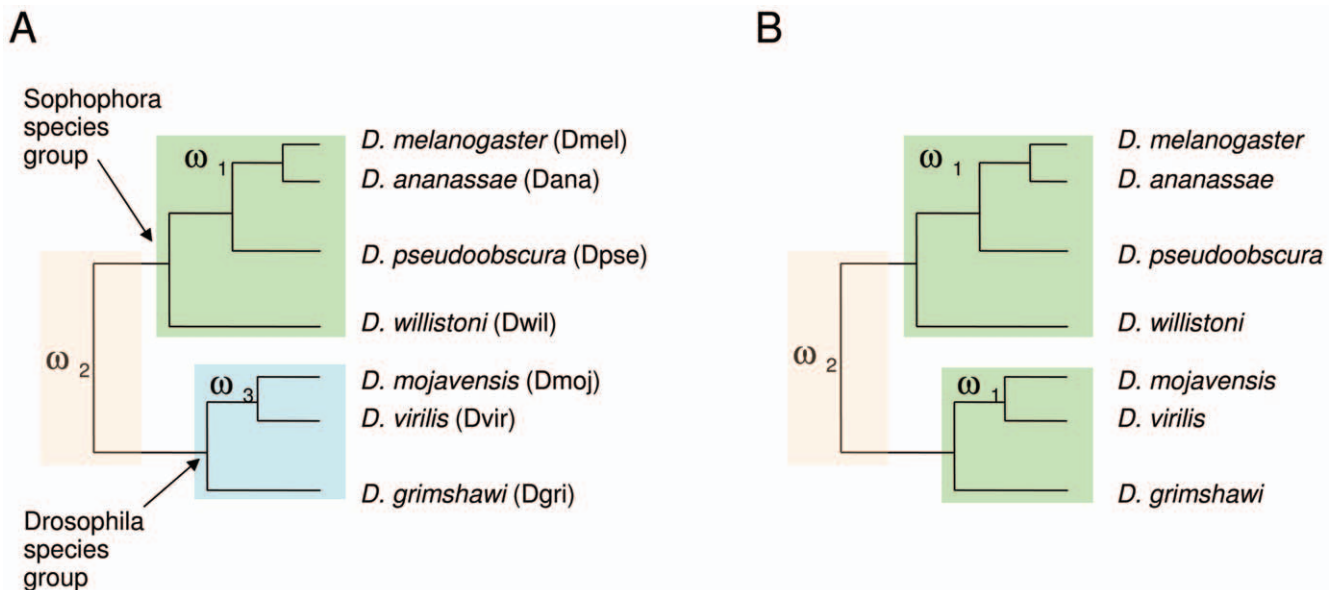 A
Sophophora
species
group
ω 1
D. melanogaster (Dmel)
D. ananassae (Dana)
D. pseudoobscura (Dpse)
D. willistoni (Dwil)
ω 2
ω 3
D. mojavensis (Dmoj)
D. virilis (Dvir)
D. grimshawi (Dgri)
Drosophila
species
group
B
ω 1
D. melanogaster
D. ananassae
D. pseudoobscura
D. willistoni
ω 2
ω 1
D. mojavensis
D. virilis
D. grimshawi